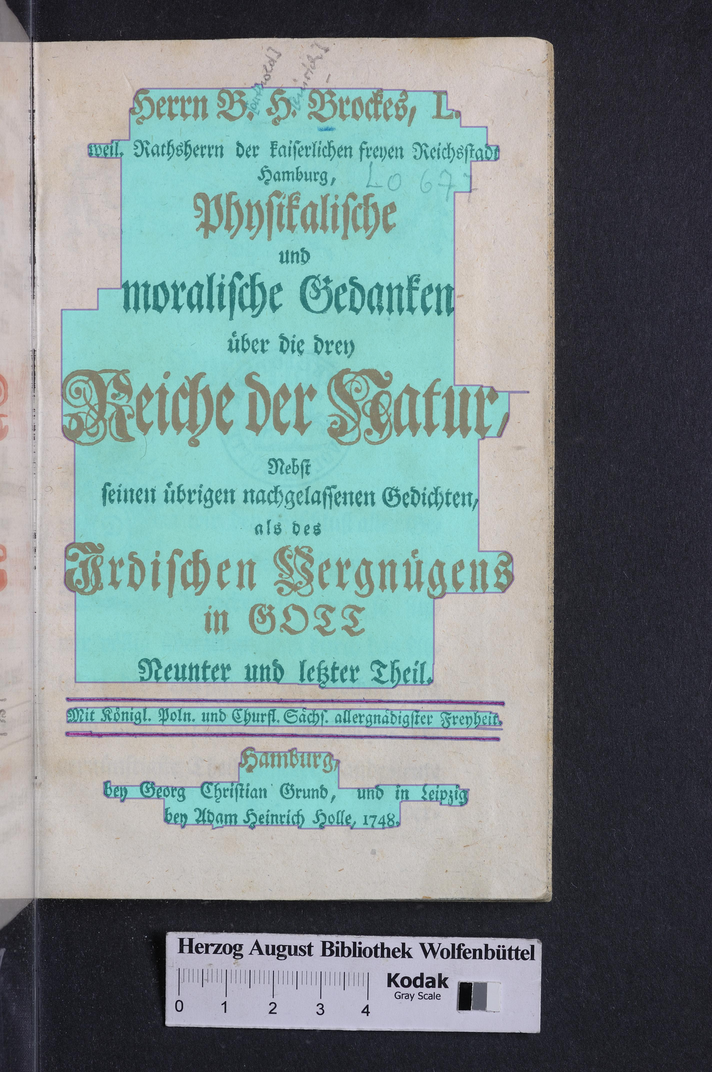 Herrn B. H. Brockes, L.
weil. Rathsherrn der kaiserlichen freyen Reichsstadt
Hamburg,
LO 677
Physikalische
und
moralische Gedanken
über die drey
Reiche der Natur,
Nebst
seinen übrigen nachgelassenen Gedichten,
als des
Irdischen Vergnügens
in GOTT
Neunter und letzter Theil.
Mit Königl. Poln. und Churfl. Sächs. allergnädigster Freyheit.
Hamburg,
bey Georg Christian Grund, und in Leipzig
bey Adam Heinrich Holle, 1748.
Herzog August Bibliothek Wolfenbüttel
Kodak
Gray Scale
0 1 2 3 4